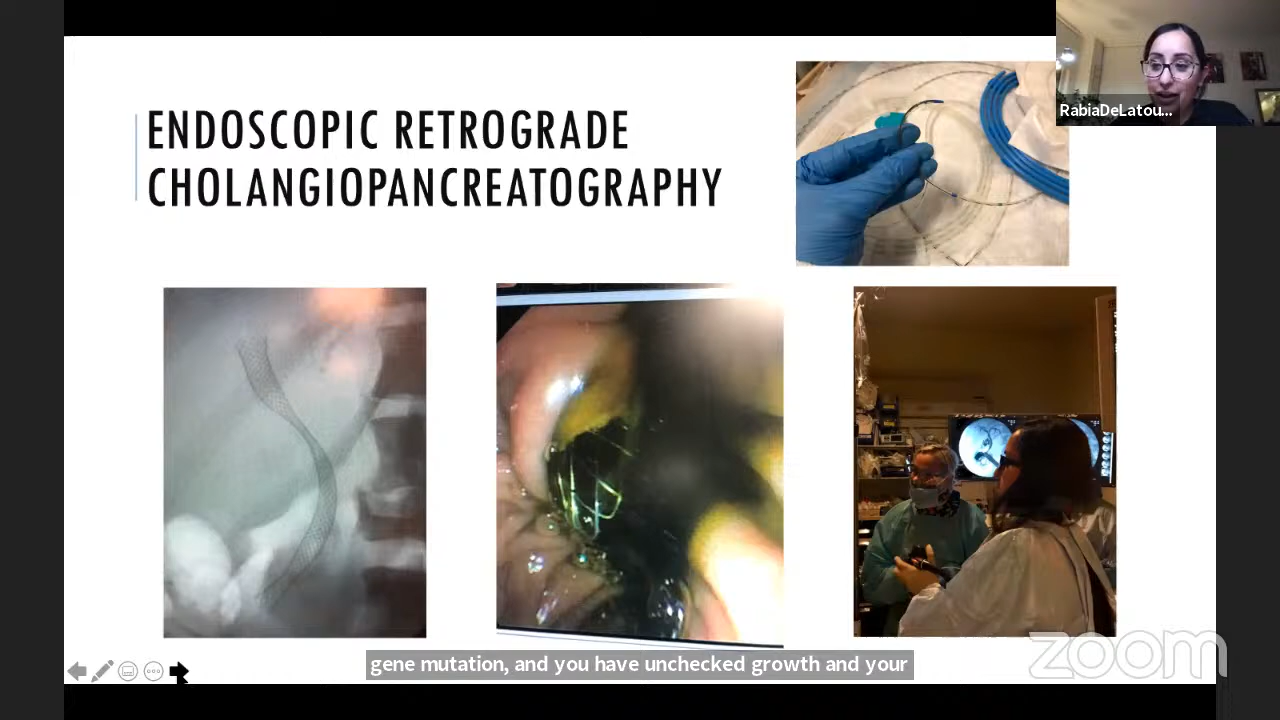 ENDOSCOPIC RETROGRADE
CHOLANGIOPANCREATOGRAPHY
RabiaDeLatou...
gene mutation, and you have unchecked growth and your
zoom